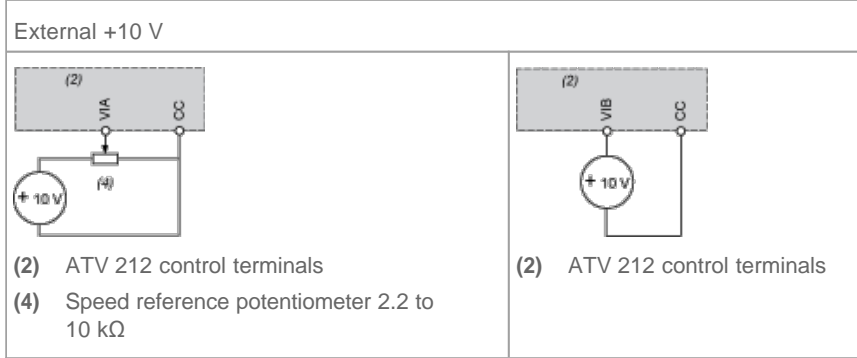 External +10 V
(2)
VIA
CC
(4)
+ 10 V
(2) ATV 212 control terminals
(4) Speed reference potentiometer 2.2 to
10 kΩ
(2)
VIB
CC
+ 10 V
(2) ATV 212 control terminals